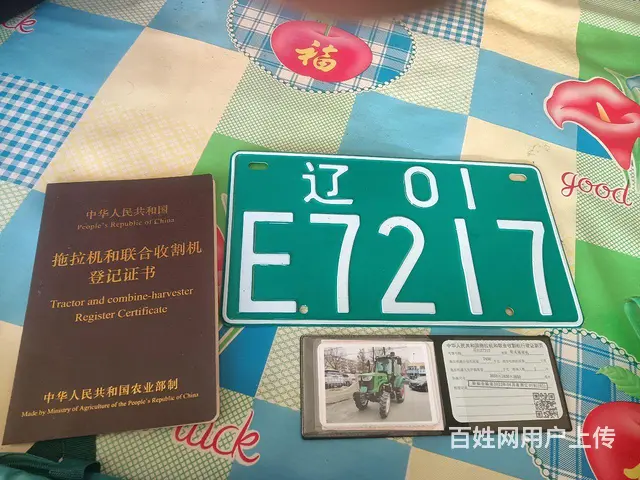 福
good
中华人民共和国
People's Republic of China
拖拉机和联合收割机
登记证书
Tractor and combine-harvester
Register Certificate
中华人民共和国农业部制
Made by Ministry of Agriculture of the People's Republic of China
辽 01
E7217
good
luck
百姓网用户上传